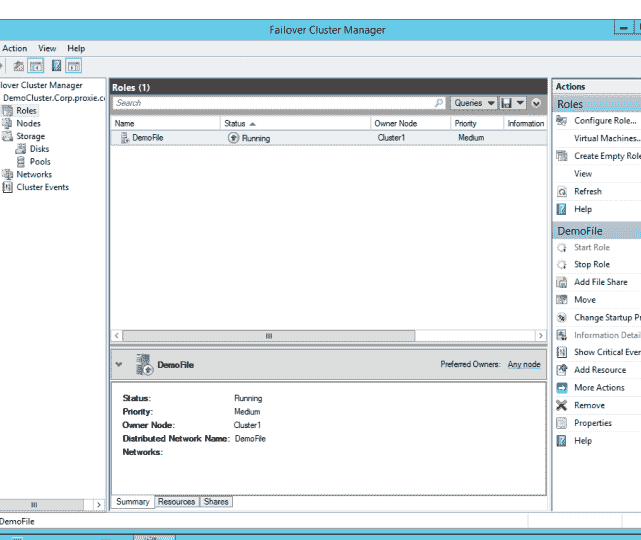 Failover Cluster Manager
Action View Help
lover Cluster Manager
DemoCluster.Corp.proxie.co
Roles
Nodes
Storage
Disks
Pools
Networks
Cluster Events
Roles (1)
Search
Queries
Name Status Owner Node Priority Information
DemoFile Running Cluster1 Medium
DemoFile Preferred Owners: Any node
Status: Running
Priority: Medium
Owner Node: Cluster1
Distributed Network Name: DemoFile
Networks:
Summary Resources Shares
Actions
Roles
Configure Role...
Virtual Machines...
Create Empty Role
View
Refresh
Help
DemoFile
Start Role
Stop Role
Add File Share
Move
Change Startup Pr
Information Detail
Show Critical Even
Add Resource
More Actions
Remove
Properties
Help
DemoFile